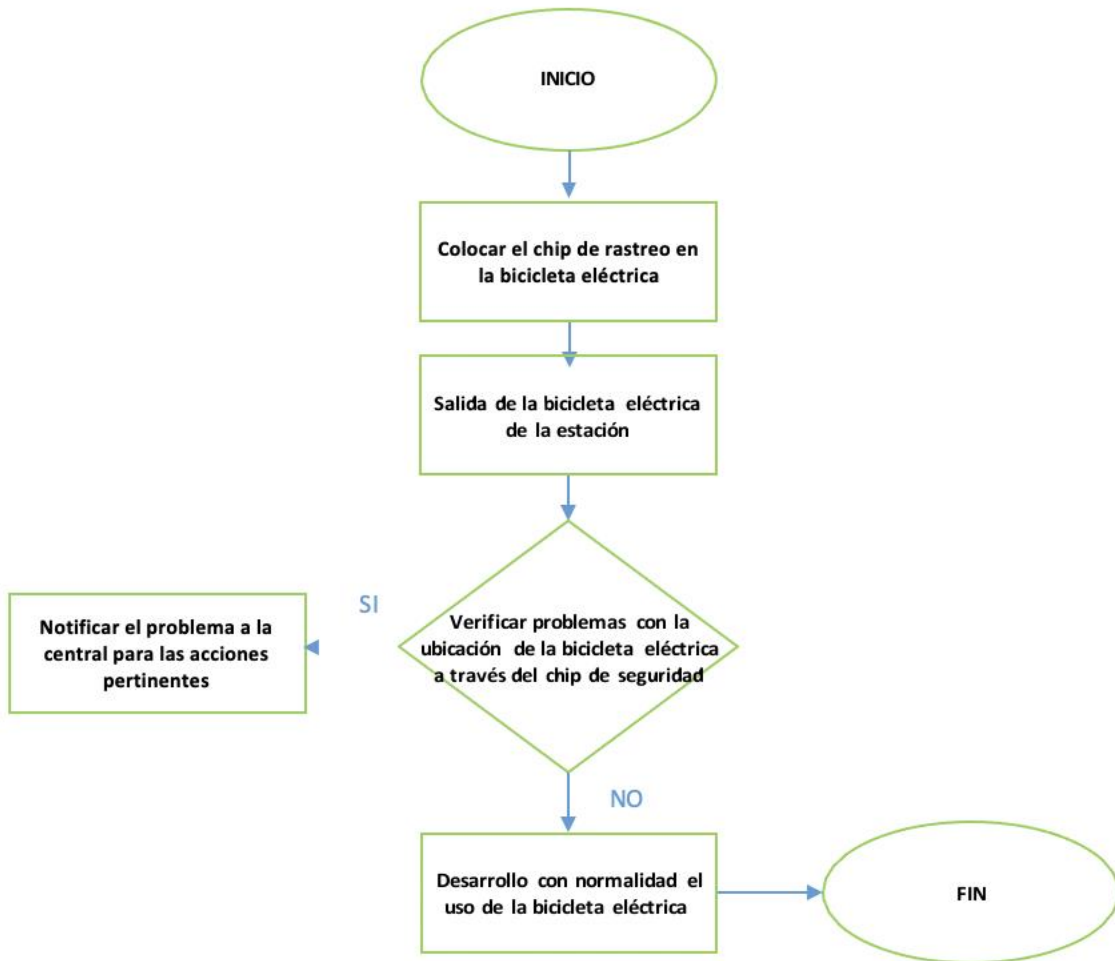 INICIO
Colocar el chip de rastreo en
la bicicleta eléctrica
Salida de la bicicleta eléctrica
de la estación
Verificar problemas con la
ubicación de la bicicleta eléctrica
a través del chip de seguridad
SI
Notificar el problema a la
central para las acciones
pertinentes
NO
Desarrollo con normalidad el
uso de la bicicleta eléctrica
FIN